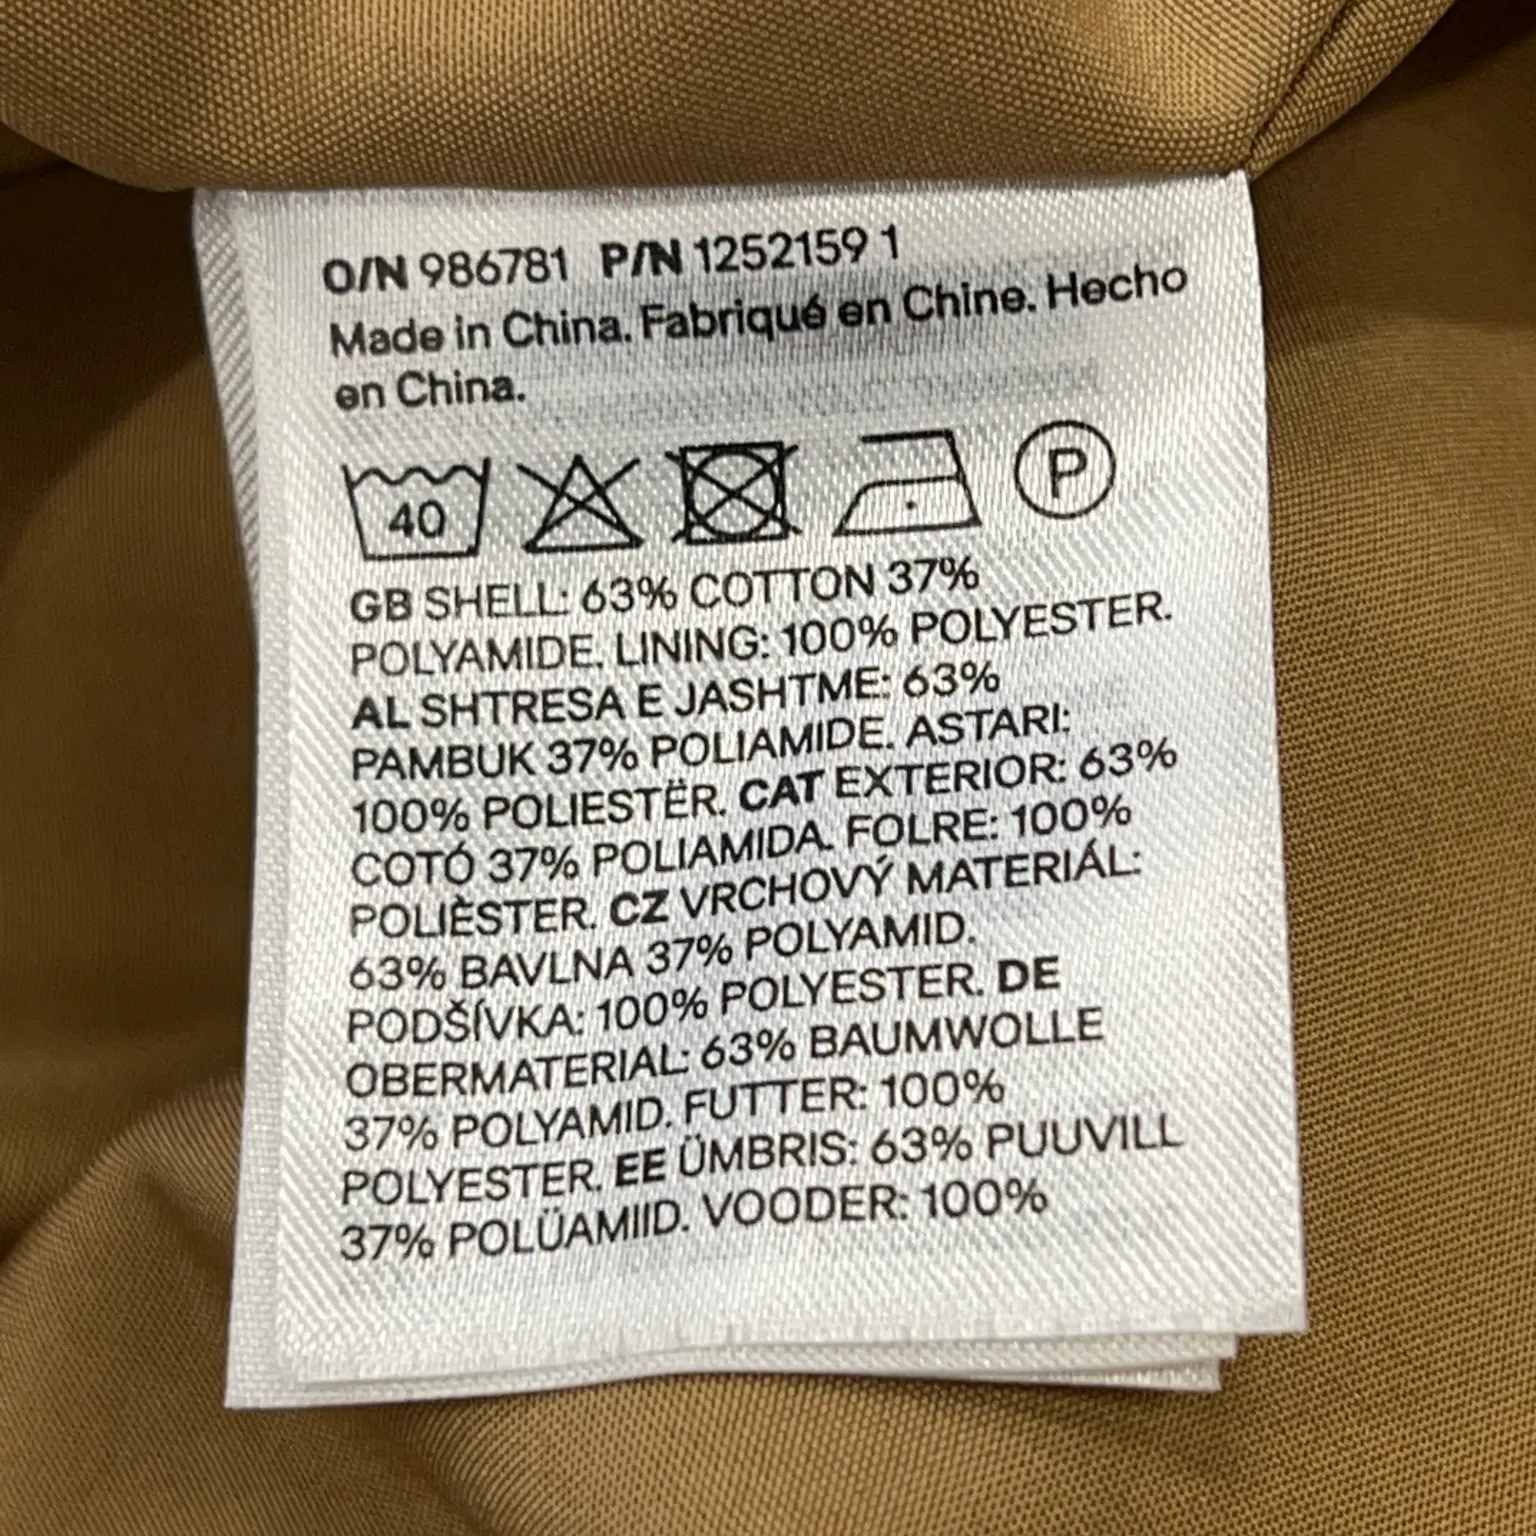 O/N 986781 P/N 1252159 1
Made in China. Fabriqué en Chine. Hecho
en China.
40 P
GB SHELL: 63% COTTON 37%
POLYAMIDE. LINING: 100% POLYESTER.
AL SHTRESA E JASHTME: 63%
PAMBUK 37% POLIAMIDE. ASTARI:
100% POLIESTËR. CAT EXTERIOR: 63%
COTÓ 37% POLIAMIDA. FOLRE: 100%
POLIÈSTER. CZ VRCHOVÝ MATERIÁL:
63% BAVLNA 37% POLYAMID.
PODŠÍVKA: 100% POLYESTER. DE
OBERMATERIAL: 63% BAUMWOLLE
37% POLYAMID. FUTTER: 100%
POLYESTER. EE ÜMBRIS: 63% PUUVILL
37% POLÜAMIID. VOODER: 100%